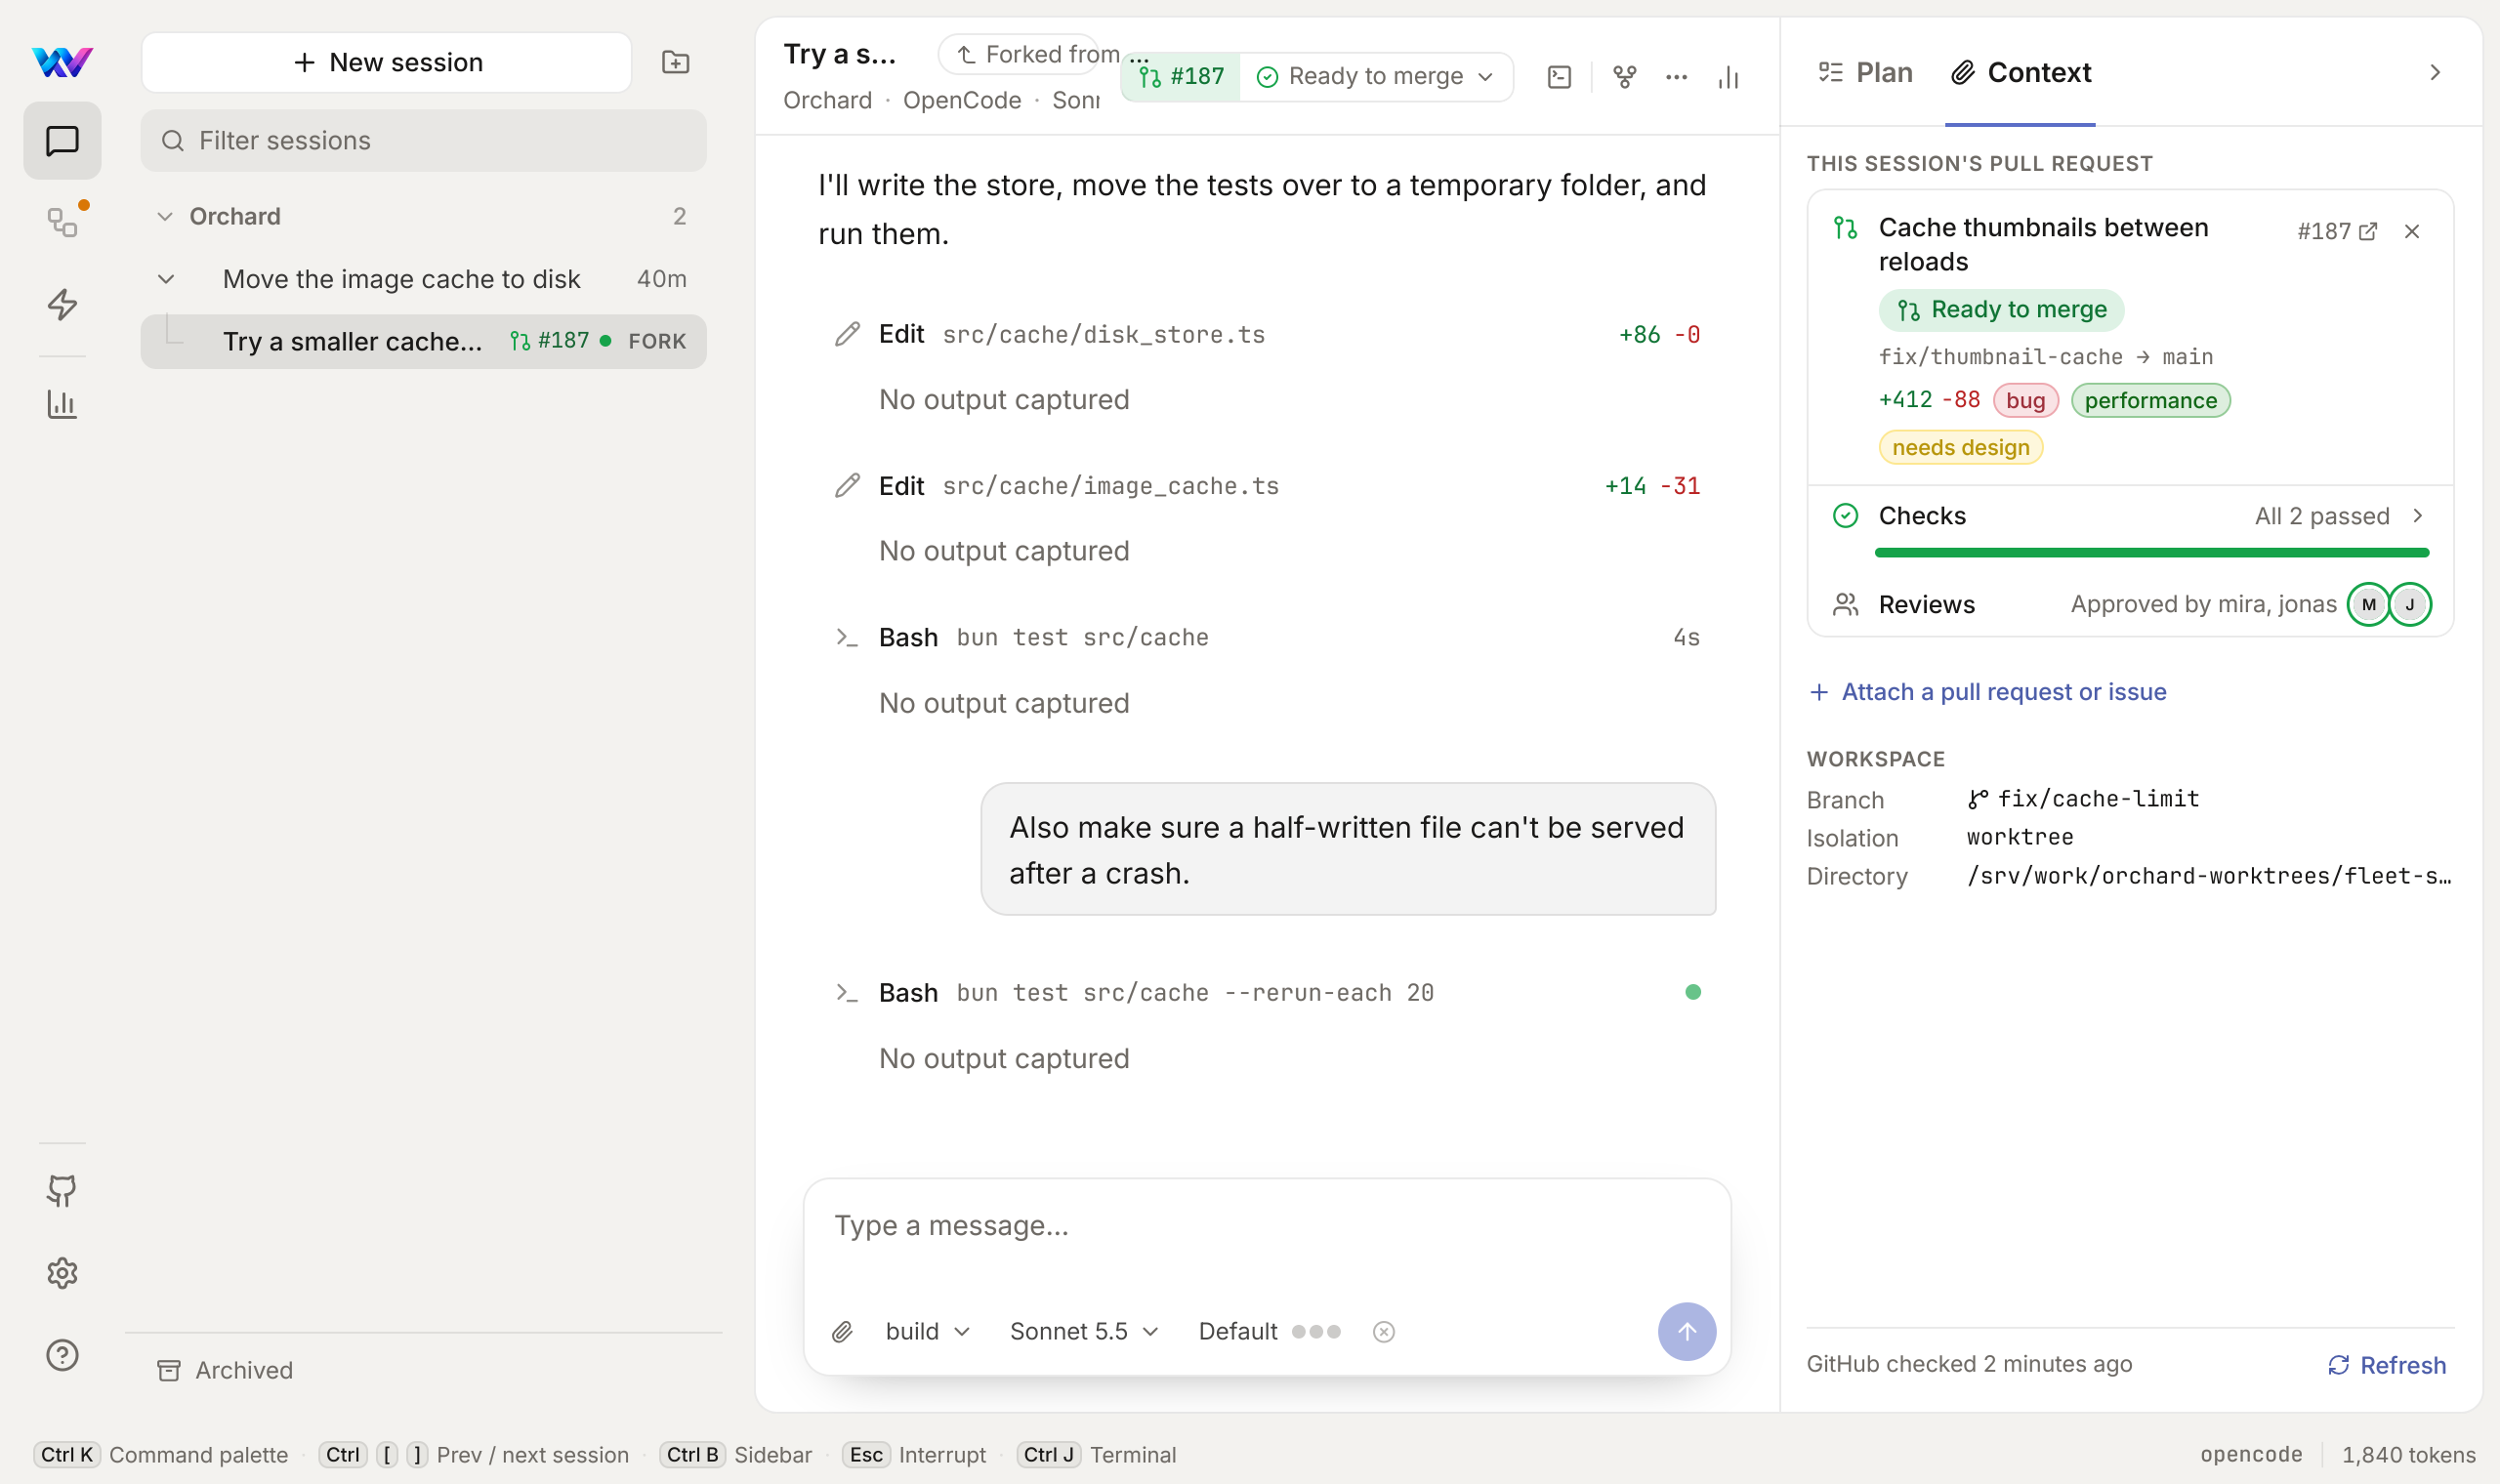 New session
Filter sessions
Orchard 2
Move the image cache to disk 40m
Try a smaller cache... #187 FORK
Archived
Try a s... Forked from ...
Orchard · OpenCode · Sonn
#187 Ready to merge
I'll write the store, move the tests over to a temporary folder, and
run them.
Edit src/cache/disk_store.ts +86 -0
No output captured
Edit src/cache/image_cache.ts +14 -31
No output captured
Bash bun test src/cache 4s
No output captured
Also make sure a half-written file can't be served
after a crash.
Bash bun test src/cache --rerun-each 20
No output captured
Type a message...
build Sonnet 5.5 Default
Plan Context
THIS SESSION'S PULL REQUEST
Cache thumbnails between
reloads
#187
Ready to merge
fix/thumbnail-cache → main
+412 -88 bug performance
needs design
Checks All 2 passed
Reviews Approved by mira, jonas M J
+ Attach a pull request or issue
WORKSPACE
Branch fix/cache-limit
Isolation worktree
Directory /srv/work/orchard-worktrees/fleet-s...
GitHub checked 2 minutes ago Refresh
Ctrl K Command palette · Ctrl [ ] Prev / next session · Ctrl B Sidebar · Esc Interrupt · Ctrl J Terminal
opencode 1,840 tokens